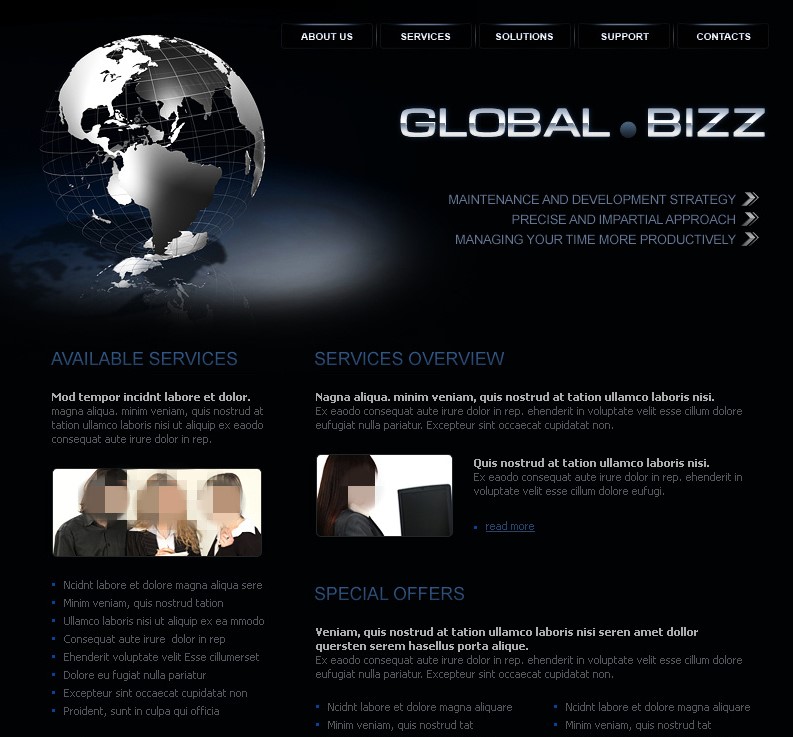 ABOUT US
SERVICES
SOLUTIONS
SUPPORT
CONTACTS
GLOBAL.BIZZ
MAINTENANCE AND DEVELOPMENT STRATEGY
PRECISE AND IMPARTIAL APPROACH
MANAGING YOUR TIME MORE PRODUCTIVELY
AVAILABLE SERVICES
Mod tempor incidnt labore et dolor.
magna aliqua. minim veniam, quis nostrud at
tation ullamco laboris nisi ut aliquip ex eaodo
consequat aute irure dolor in rep.
Ncidnt labore et dolore magna aliqua sere
Minim veniam, quis nostrud tation
Ullamco laboris nisi ut aliquip ex ea mmodo
Consequat aute irure  dolor in rep
Ehenderit voluptate velit Esse cillumerset
Dolore eu fugiat nulla pariatur
Excepteur sint occaecat cupidatat non
Proident, sunt in culpa qui officia
SERVICES OVERVIEW
Nagna aliqua. minim veniam, quis nostrud at tation ullamco laboris nisi.
Ex eaodo consequat aute irure dolor in rep. ehenderit in voluptate velit esse cillum dolore
eufugiat nulla pariatur. Excepteur sint occaecat cupidatat non.
Quis nostrud at tation ullamco laboris nisi.
Ex eaodo consequat aute irure dolor in rep. ehenderit in
voluptate velit esse cillum dolore eufugi.
read more
SPECIAL OFFERS
Veniam, quis nostrud at tation ullamco laboris nisi seren amet dollor
quersten serem hasellus porta alique.
Ex eaodo consequat aute irure dolor in rep. ehenderit in voluptate velit esse cillum dolore
eufugiat nulla pariatur. Excepteur sint occaecat cupidatat non.
Ncidnt labore et dolore magna aliquare
Minim veniam, quis nostrud tat
Ncidnt labore et dolore magna aliquare
Minim veniam, quis nostrud tat